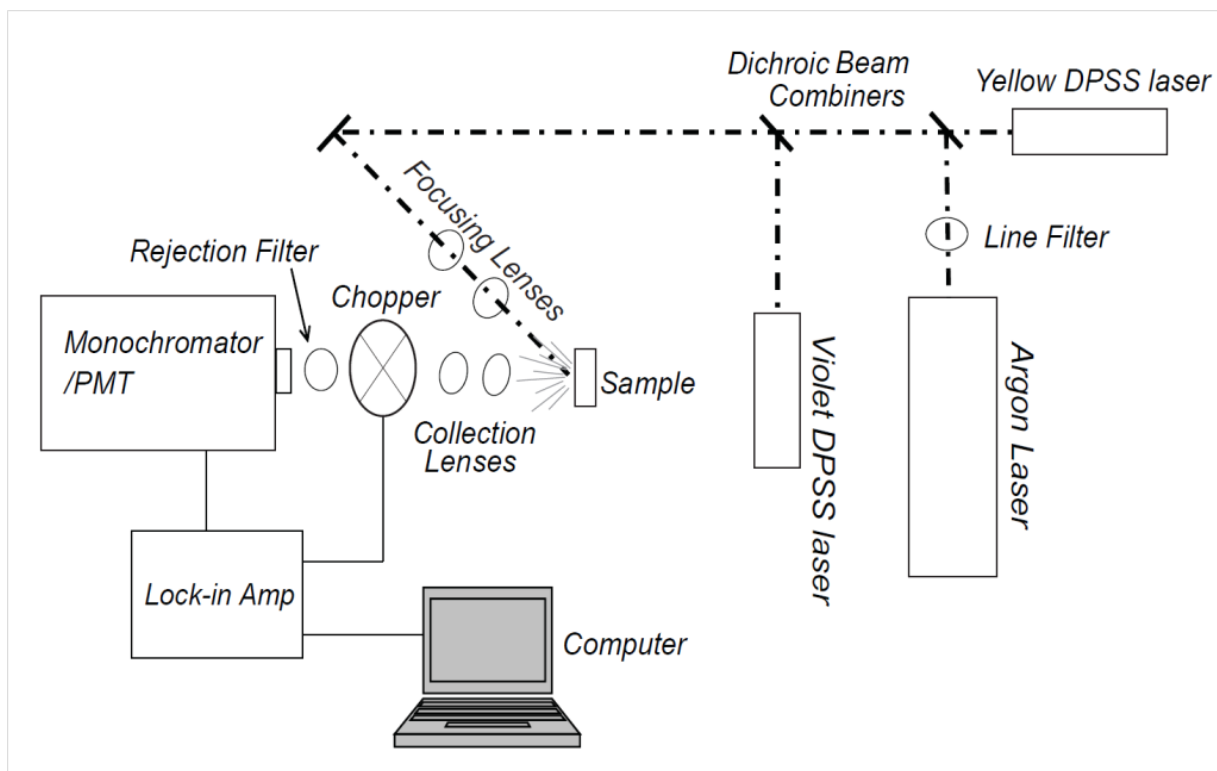 Dichroic Beam
Combiners
Yellow DPSS laser
Focusing Lenses
Line Filter
Rejection Filter
Chopper
Monochromator
/PMT
Sample
Collection
Lenses
Violet DPSS laser
Argon Laser
Lock-in Amp
Computer